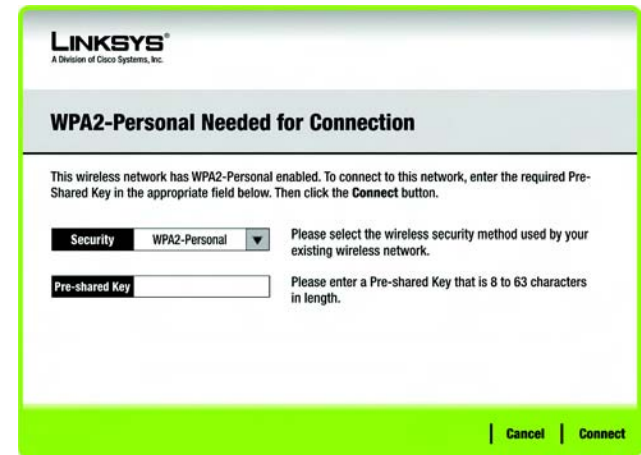 LINKSYS®
A Division of Cisco Systems, Inc.
WPA2-Personal Needed for Connection
This wireless network has WPA2-Personal enabled. To connect to this network, enter the required Pre-
Shared Key in the appropriate field below. Then click the Connect button.
Security WPA2-Personal
Please select the wireless security method used by your
existing wireless network.
Pre-shared Key
Please enter a Pre-shared Key that is 8 to 63 characters
in length.
Cancel Connect